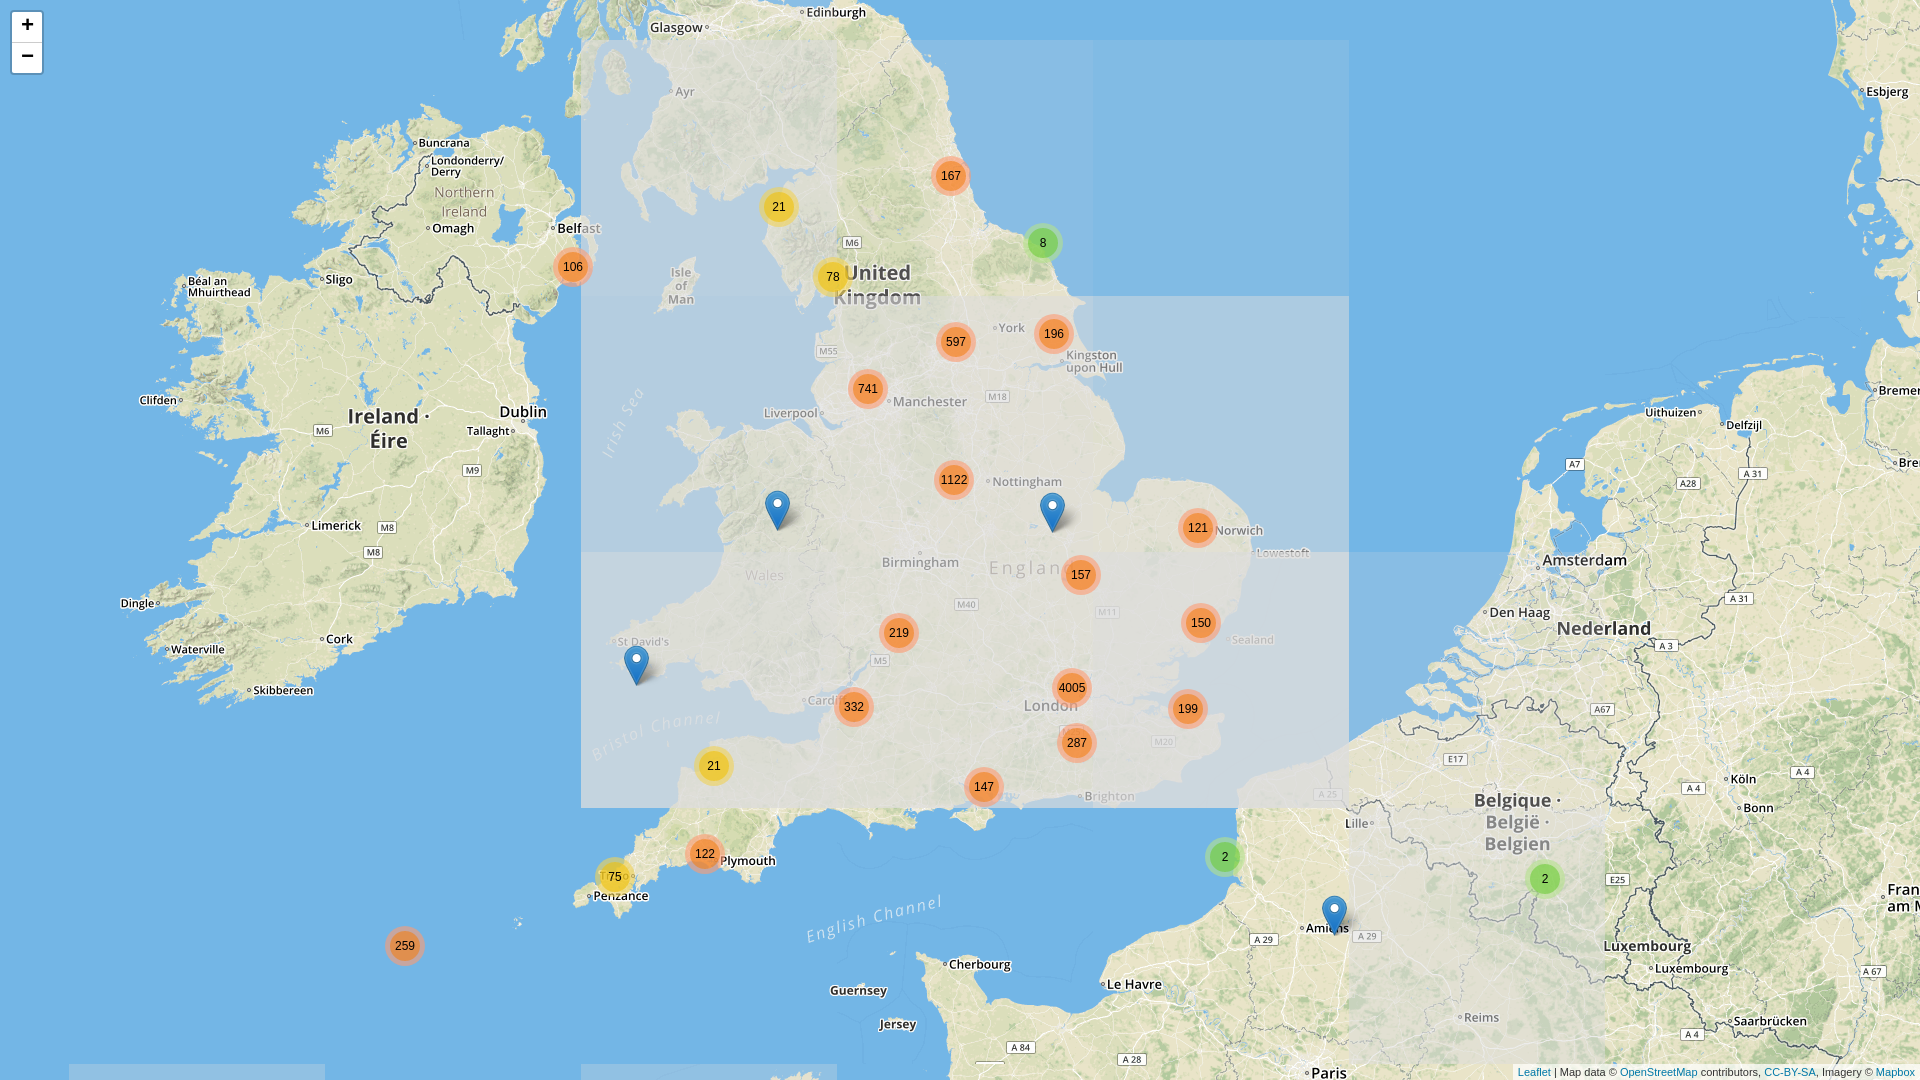 +
−
Edinburgh
Glasgow
Ayr
Esbjerg
Buncrana
Londonderry/
Derry
Northern
Ireland
Omagh
Belfast
167
21
8
106
M6
78
United
Kingdom
Isle
of
Man
Sligo
Béal an
Mhuirthead
York
196
597
Kingston
upon Hull
M55
741
Manchester
M18
Liverpool
Irish Sea
Clifden
Ireland ·
Éire
Dublin
Tallaght
M6
M9
Uithuizen
Delfzijl
A7
A 31
A28
1122
Nottingham
Limerick
M8
M8
121
Norwich
Lowestoft
Birmingham
Wales
157
Amsterdam
Dingle
M40
M11
A 31
Den Haag
Nederland
219
150
Sealand
Cork
Waterville
St David's
M5
A 3
Skibbereen
4005
London
332
199
A67
Bristol Channel
287
M20
E17
21
147
Brighton
A 25
A 4
Köln
A 4
Bonn
Belgique ·
België ·
Belgien
Lille
122
Plymouth
75
Penzance
2
2
E25
English Channel
Amiens
A 29
A 29
259
Luxembourg
Luxembourg
A 67
Cherbourg
Le Havre
Guernsey
Jersey
Reims
Saarbrücken
A 4
A 84
A 28
Paris
Leaflet | Map data © OpenStreetMap contributors, CC-BY-SA, Imagery © Mapbox